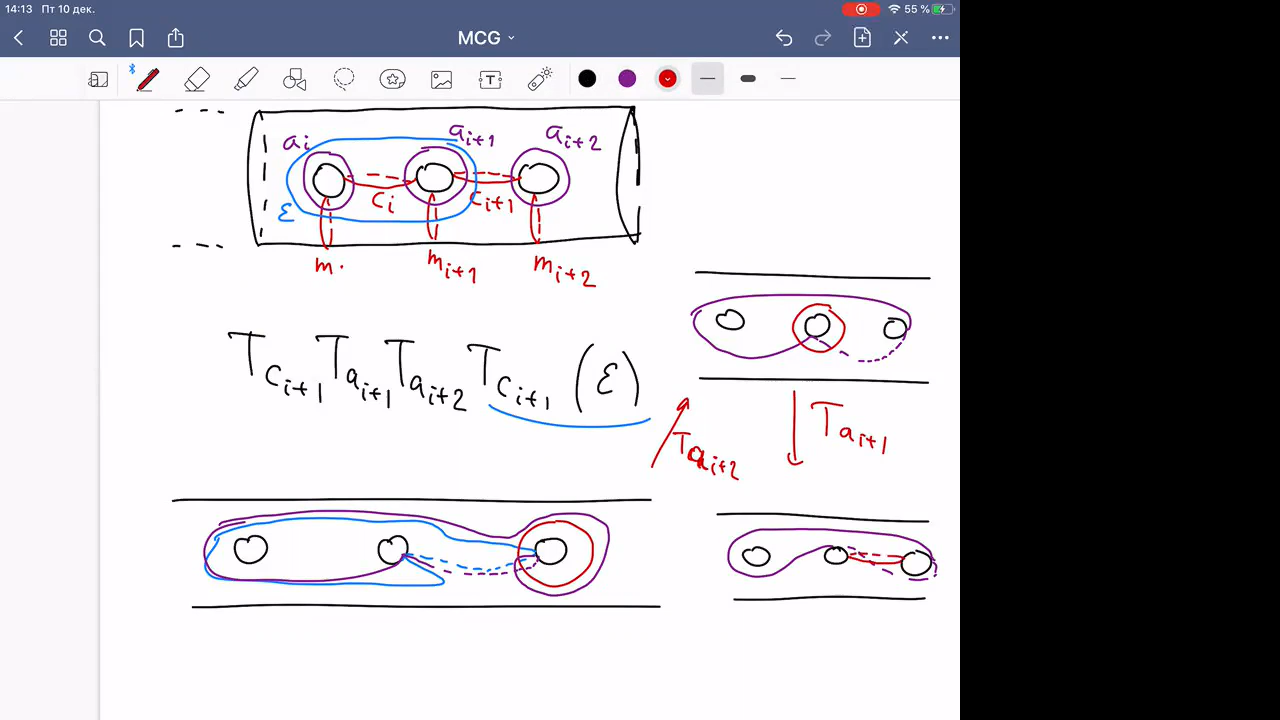 14:13 Пт 10 дек. 55 %
MCG
a_i a_{i+1} a_{i+2}
ε c_i c_{i+1}
m. m_{i+1} m_{i+2}
T_{c_{i+1}} T_{a_{i+1}} T_{a_{i+2}} T_{c_{i+1}} (ε)
T_{a_{i+2}} T_{a_{i+1}}